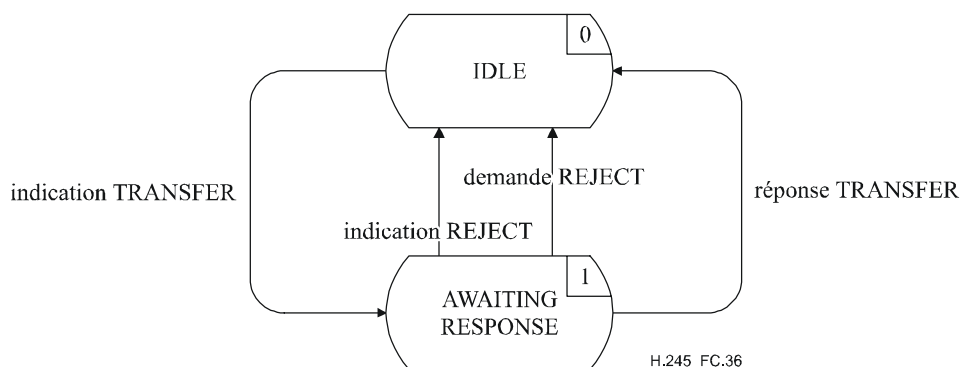 0
IDLE
demande REJECT
indication TRANSFER
réponse TRANSFER
indication REJECT
1
AWAITING
RESPONSE
H.245 FC.36